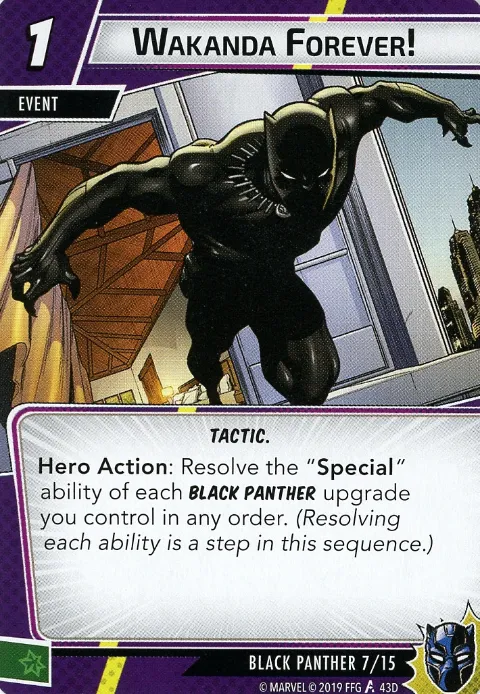 1
WAKANDA FOREVER!
EVENT
TACTIC.
Hero Action: Resolve the “Special”
ability of each BLACK PANTHER upgrade
you control in any order. (Resolving
each ability is a step in this sequence.)
BLACK PANTHER 7/15
© MARVEL © 2019 FFG 43D